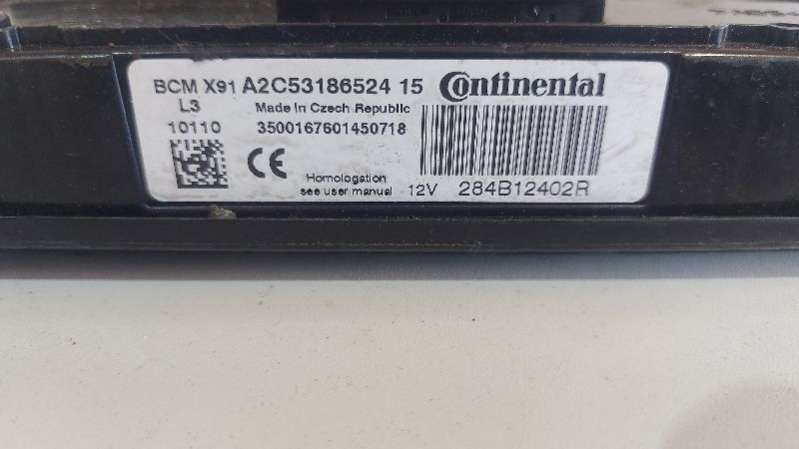 BCM X91 A2C53186524 15 Continental
L3 Made in Czech Republic
10110 3500167601450718
CE
Homologation
see user manual 12V 284B12402R